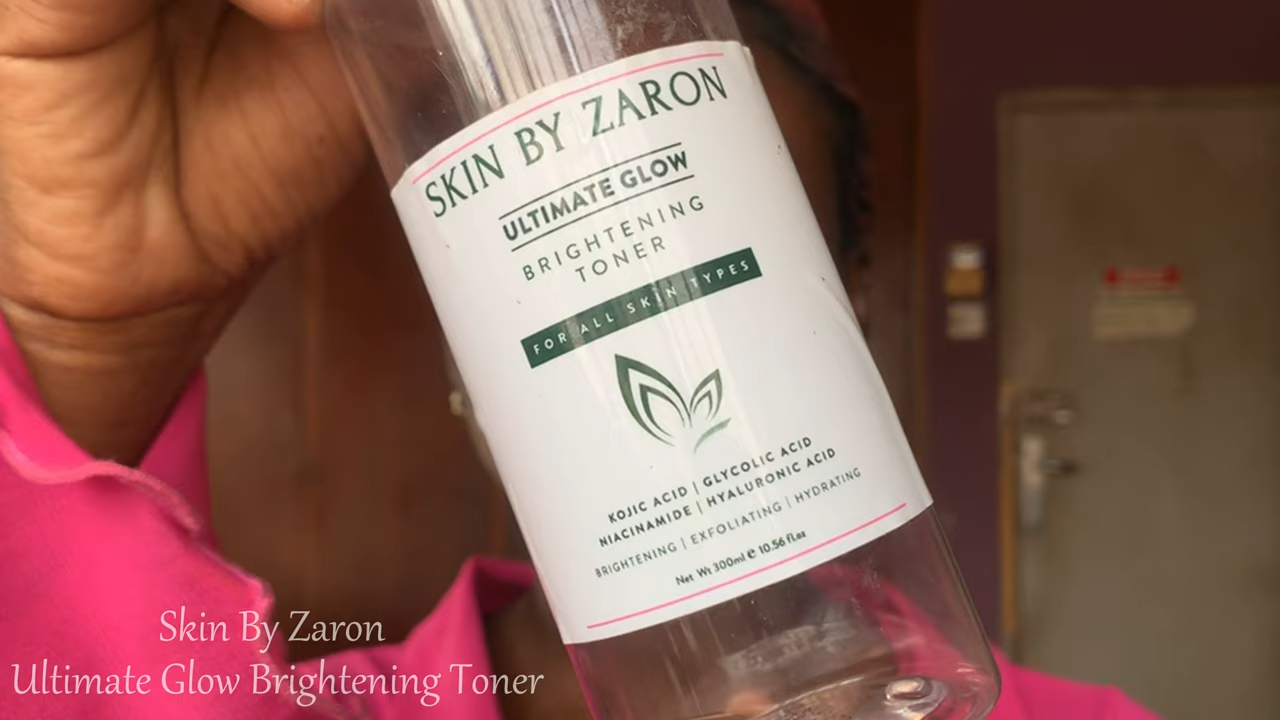 SKIN BY ZARON
ULTIMATE GLOW
BRIGHTENING
TONER
FOR ALL SKIN TYPES
KOJIC ACID | GLYCOLIC ACID
NIACINAMIDE | HYALURONIC ACID
BRIGHTENING | EXFOLIATING | HYDRATING
Net Wt 300ml ℮ 10.56 fl.oz
Skin By Zaron
Ultimate Glow Brightening Toner